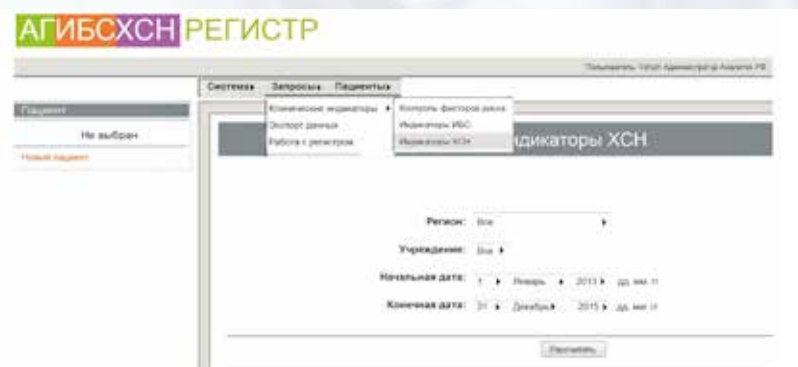 АГИБСХСН РЕГИСТР
Система Запросы Пациенты
Пациент
Не выбран
Новый пациент
Клинические индикаторы
Экспорт данных
Работа с регистром
Контроль факторов риска
Индикаторы ИБС
Индикаторы ХСН
ндикаторы ХСН
Регион: Все
Учреждение: Все
Начальная дата: 1 Январь 2013 дд. мм. гг
Конечная дата: 31 Декабрь 2015 дд. мм. гг